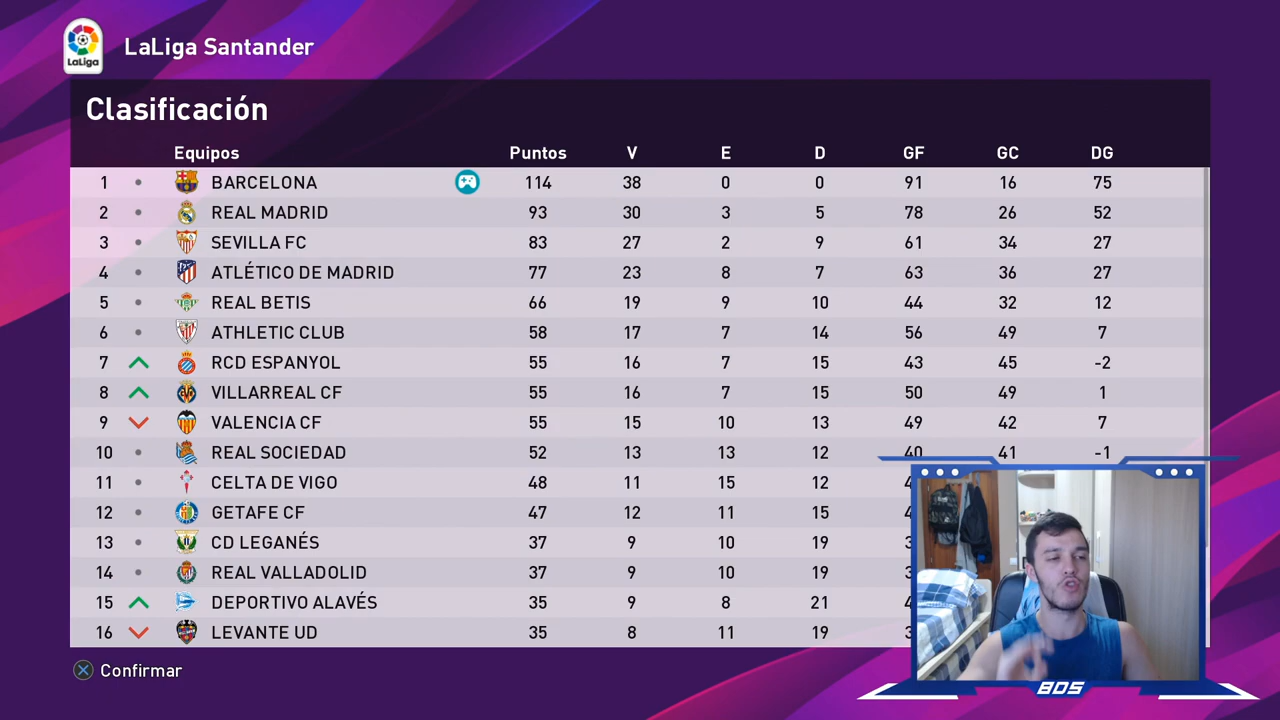 LaLiga Santander
LaLiga
Clasificación
Equipos Puntos V E D GF GC DG
1 BARCELONA 114 38 0 0 91 16 75
2 REAL MADRID 93 30 3 5 78 26 52
3 SEVILLA FC 83 27 2 9 61 34 27
4 ATLÉTICO DE MADRID 77 23 8 7 63 36 27
5 REAL BETIS 66 19 9 10 44 32 12
6 ATHLETIC CLUB 58 17 7 14 56 49 7
7 RCD ESPANYOL 55 16 7 15 43 45 -2
8 VILLARREAL CF 55 16 7 15 50 49 1
9 VALENCIA CF 55 15 10 13 49 42 7
10 REAL SOCIEDAD 52 13 13 12 40 41 -1
11 CELTA DE VIGO 48 11 15 12
12 GETAFE CF 47 12 11 15
13 CD LEGANÉS 37 9 10 19
14 REAL VALLADOLID 37 9 10 19
15 DEPORTIVO ALAVÉS 35 9 8 21
16 LEVANTE UD 35 8 11 19
Confirmar
BDS